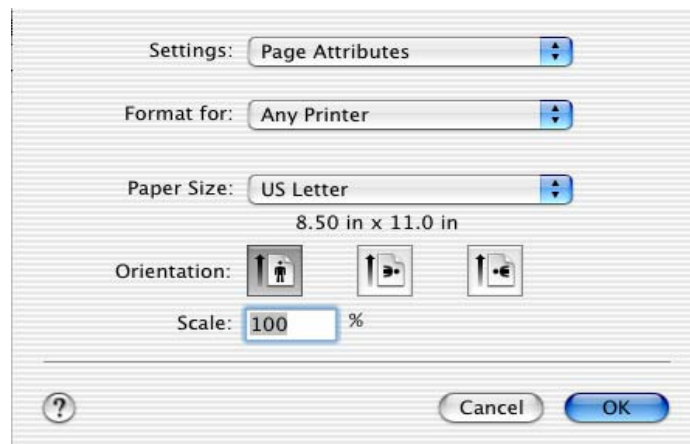 Settings: Page Attributes
Format for: Any Printer
Paper Size: US Letter
8.50 in x 11.0 in
Orientation:
Scale: 100 %
? Cancel OK